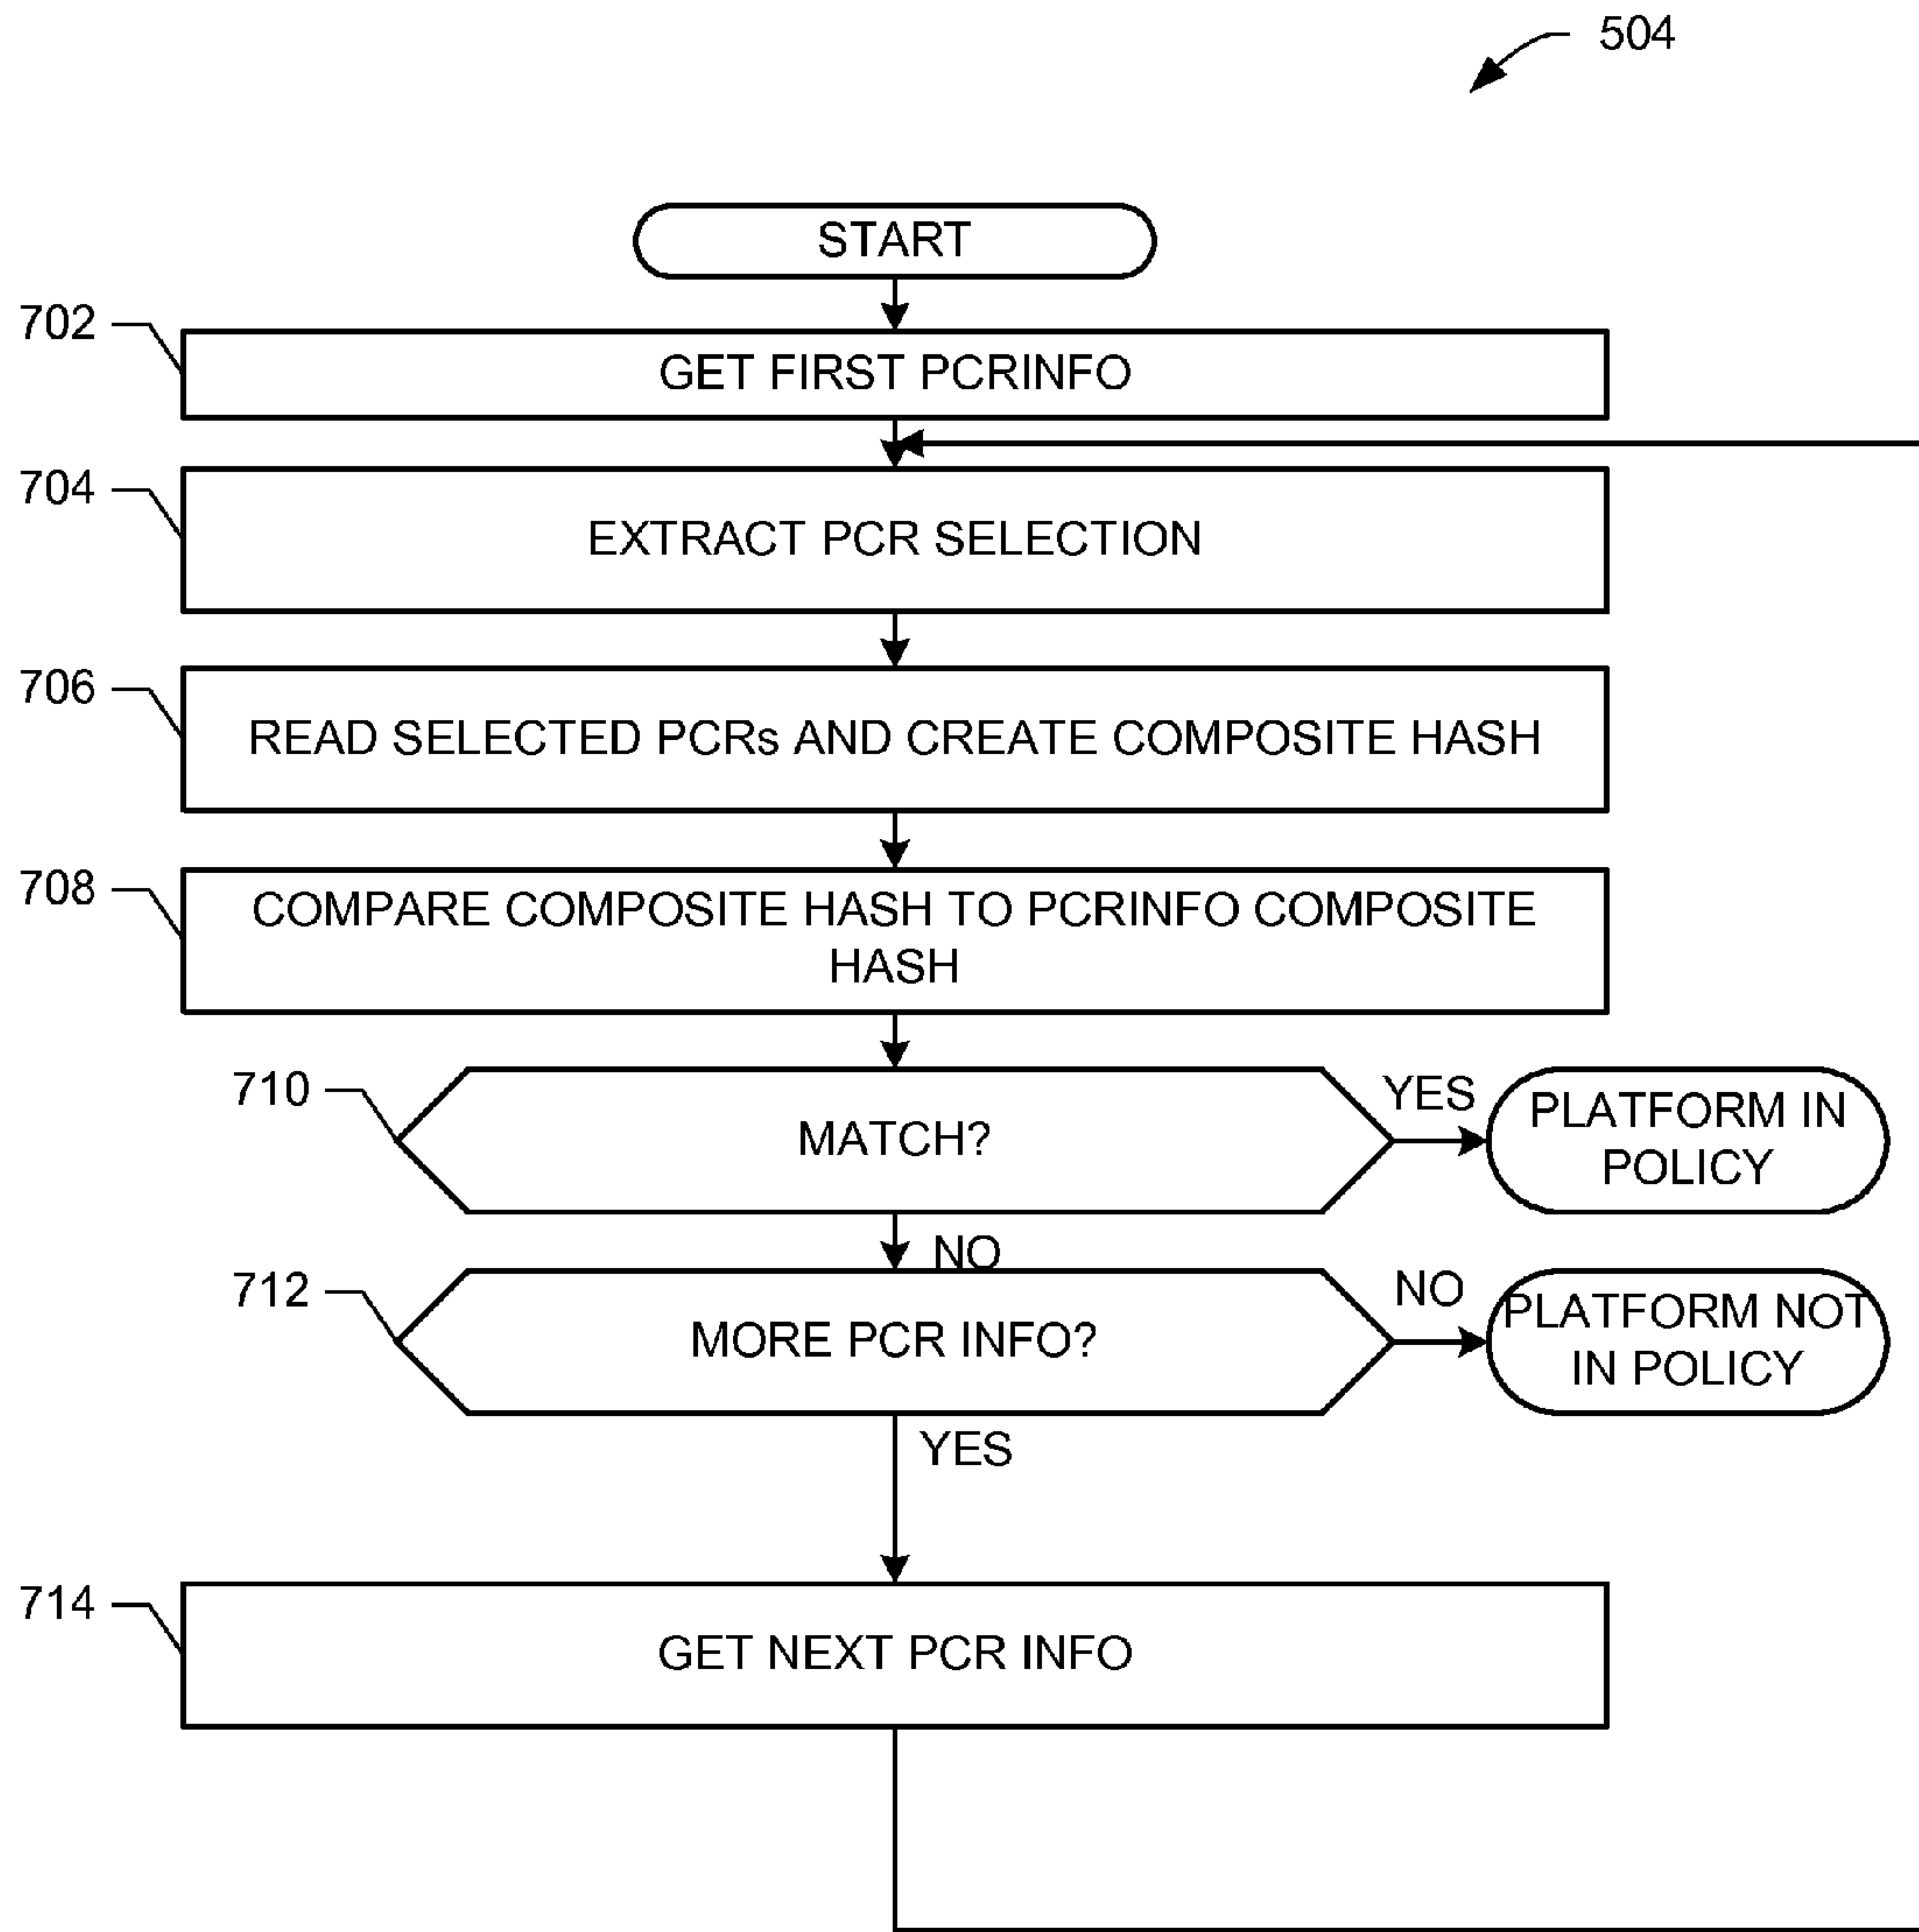 504
START
702
GET FIRST PCRINFO
704
EXTRACT PCR SELECTION
706
READ SELECTED PCRs AND CREATE COMPOSITE HASH
708
COMPARE COMPOSITE HASH TO PCRINFO COMPOSITE
HASH
710
MATCH?
YES
PLATFORM IN
POLICY
NO
712
MORE PCR INFO?
NO
PLATFORM NOT
IN POLICY
YES
714
GET NEXT PCR INFO